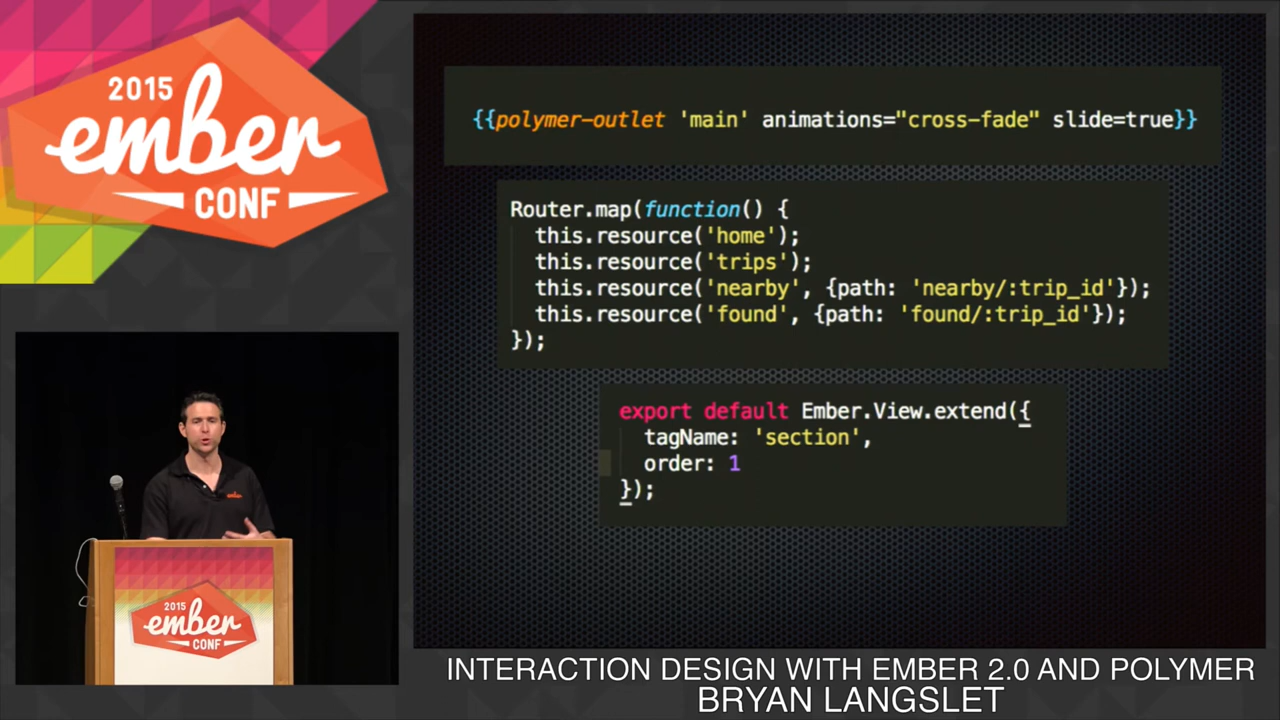 2015
ember
CONF
{{polymer-outlet 'main' animations="cross-fade" slide=true}}
Router.map(function() {
this.resource('home');
this.resource('trips');
this.resource('nearby', {path: 'nearby/:trip_id'});
this.resource('found', {path: 'found/:trip_id'});
});
export default Ember.View.extend({
tagName: 'section',
order: 1
});
ember
2015
ember
CONF
INTERACTION DESIGN WITH EMBER 2.0 AND POLYMER
BRYAN LANGSLET